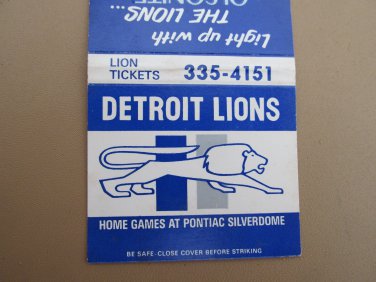 Light up with
THE LIONS...
OLSONITE
LION
TICKETS 335-4151
DETROIT LIONS
HOME GAMES AT PONTIAC SILVERDOME
BE SAFE-CLOSE COVER BEFORE STRIKING